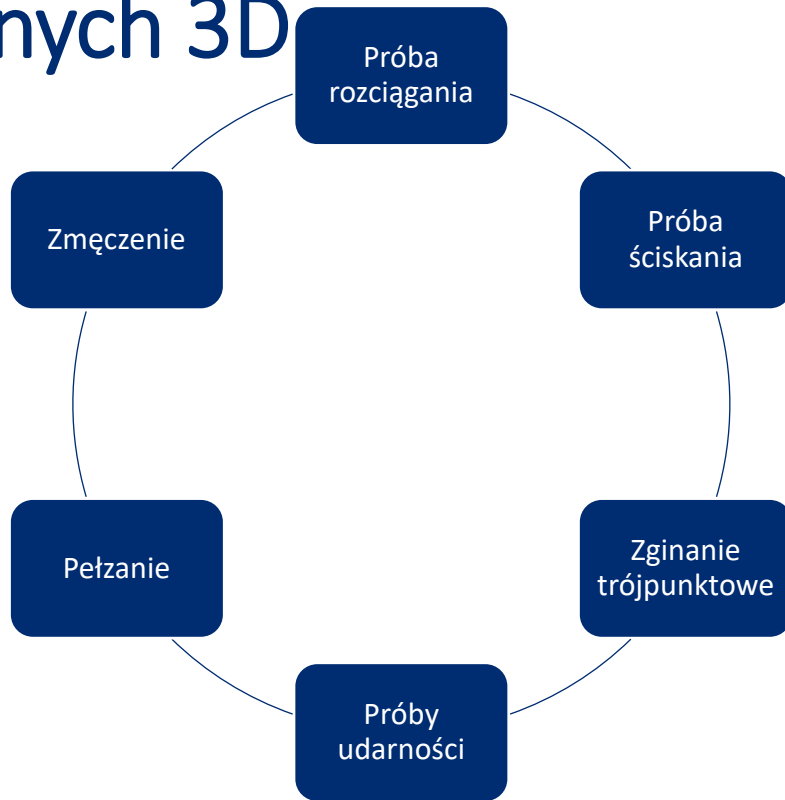 nych 3D
Próba
rozciągania
Próba
ściskania
Zginanie
trójpunktowe
Próby
udarności
Pełzanie
Zmęczenie